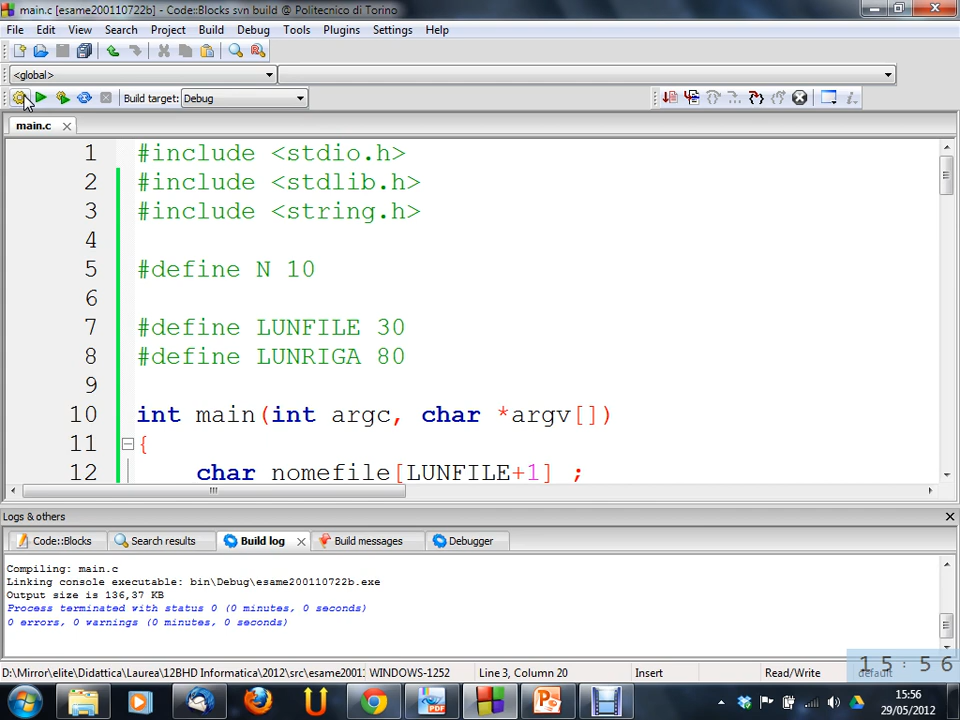 main.c [esame200110722b] - Code::Blocks svn build @ Politecnico di Torino
File Edit View Search Project Build Debug Tools Plugins Settings Help
<global>
Build target: Debug
main.c
1 #include <stdio.h>
2 #include <stdlib.h>
3 #include <string.h>
4
5 #define N 10
6
7 #define LUNFILE 30
8 #define LUNRIGA 80
9
10 int main(int argc, char *argv[])
11 {
12 char nomefile[LUNFILE+1] ;
Logs & others
Code::Blocks Search results Build log Build messages Debugger
Compiling: main.c
Linking console executable: bin\Debug\esame200110722b.exe
Output size is 136,37 KB
Process terminated with status 0 (0 minutes, 0 seconds)
0 errors, 0 warnings (0 minutes, 0 seconds)
D:\Mirror\elite\Didattica\Laurea\12BHD Informatica\2012\src\esame2001 WINDOWS-1252 Line 3, Column 20 Insert Read/Write default
15:56
15:56
29/05/2012